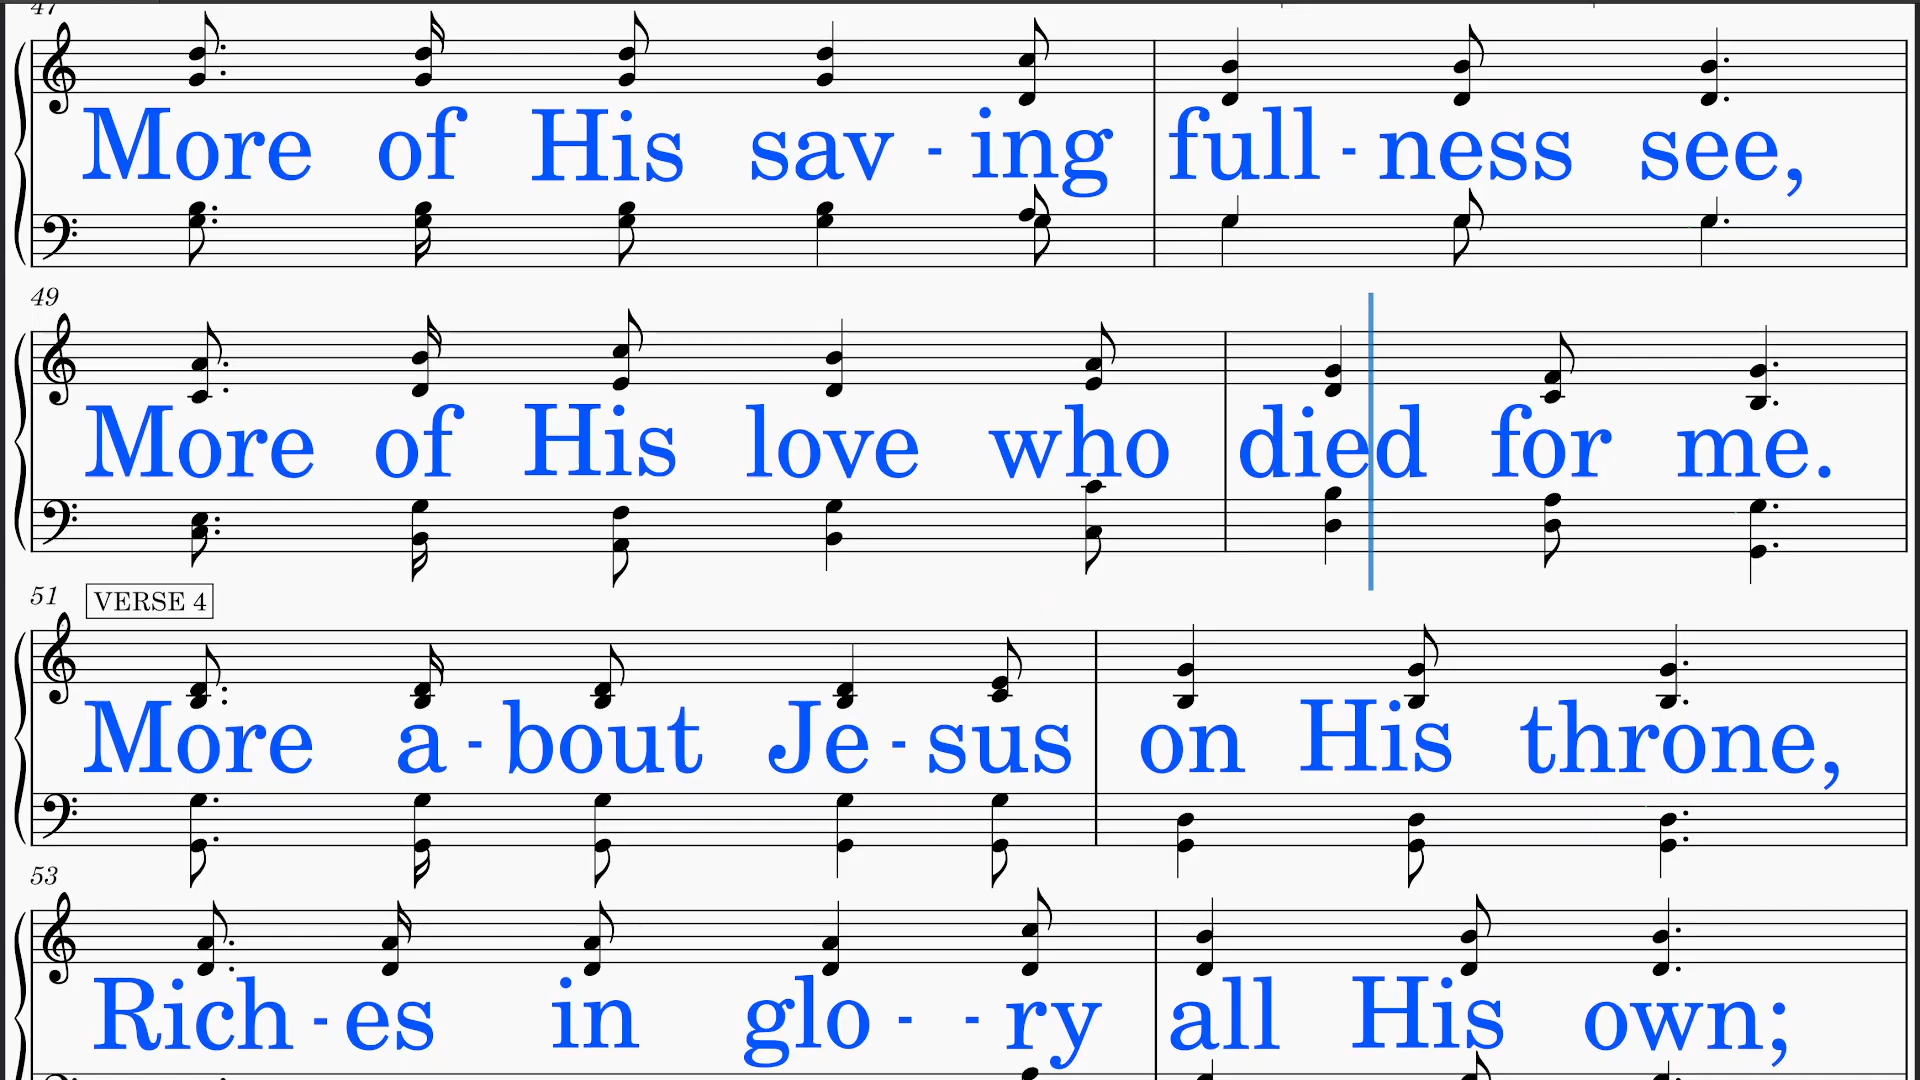 47
More of His sav - ing full - ness see,
49
More of His love who died for me.
51 VERSE 4
More a - bout Je - sus on His throne,
53
Rich - es in glo - - ry all His own;